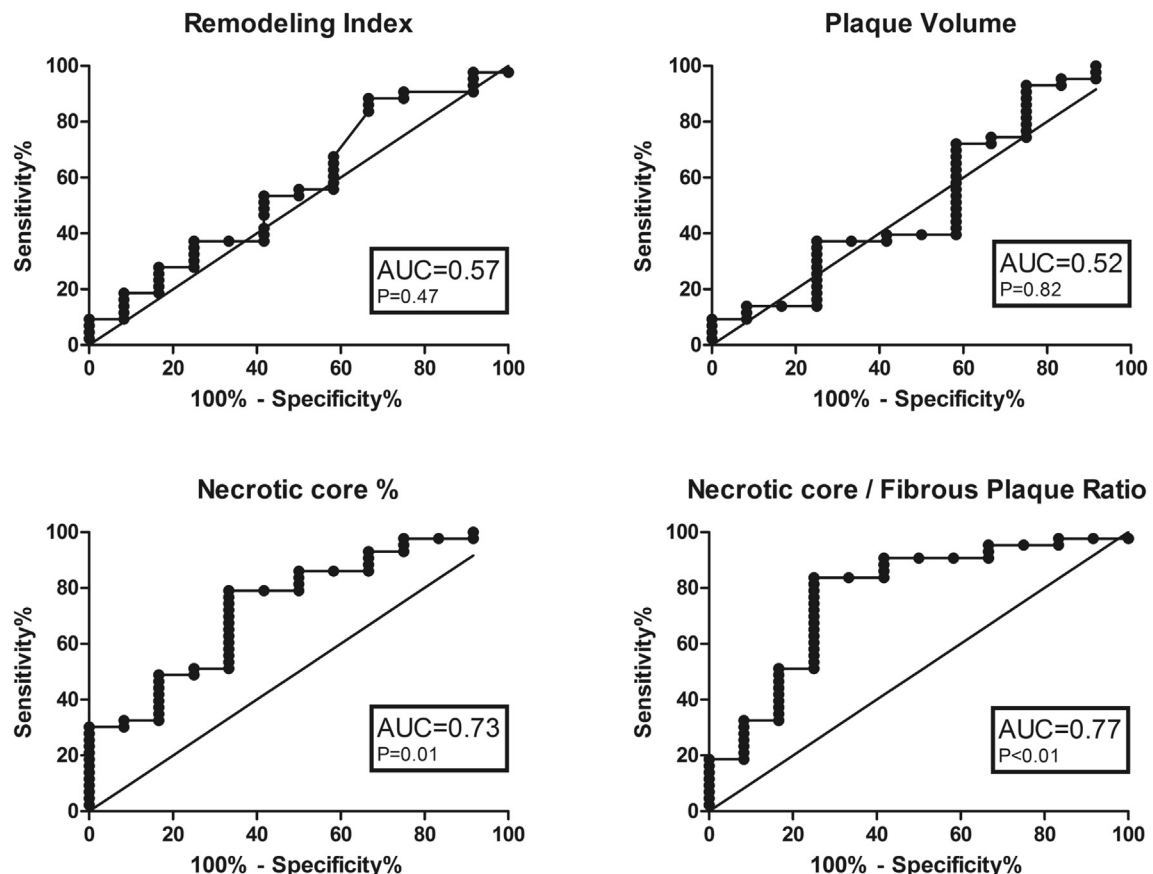 Remodeling Index
100
80
60
40
20
0
Sensitivity%
AUC=0.57
P=0.47
0 20 40 60 80 100
100% - Specificity%
Plaque Volume
100
80
60
40
20
0
Sensitivity%
AUC=0.52
P=0.82
0 20 40 60 80 100
100% - Specificity%
Necrotic core %
100
80
60
40
20
0
Sensitivity%
AUC=0.73
P=0.01
0 20 40 60 80 100
100% - Specificity%
Necrotic core / Fibrous Plaque Ratio
100
80
60
40
20
0
Sensitivity%
AUC=0.77
P<0.01
0 20 40 60 80 100
100% - Specificity%